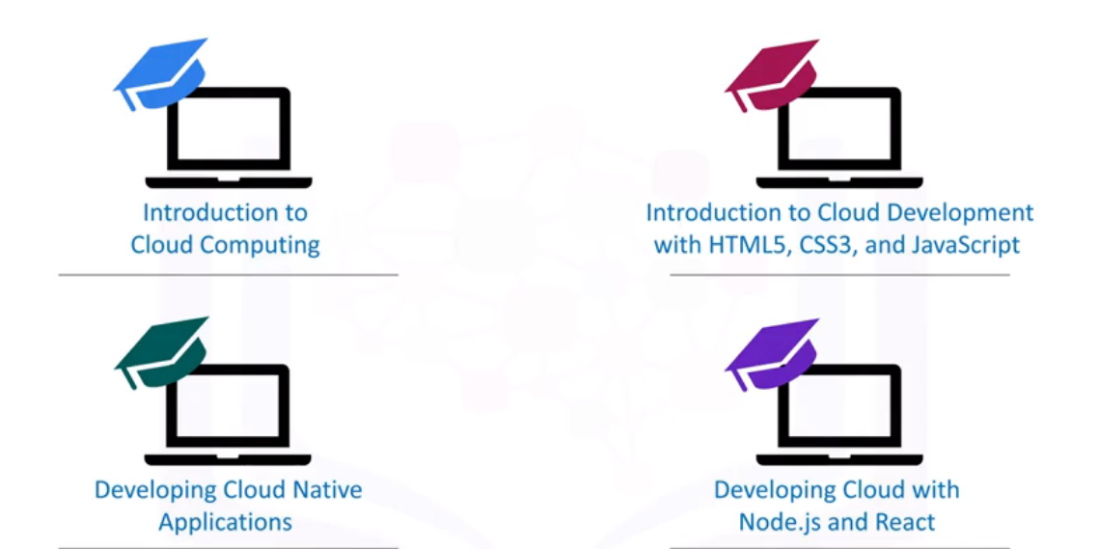 Introduction to
Cloud Computing
Introduction to Cloud Development
with HTML5, CSS3, and JavaScript
Developing Cloud Native
Applications
Developing Cloud with
Node.js and React